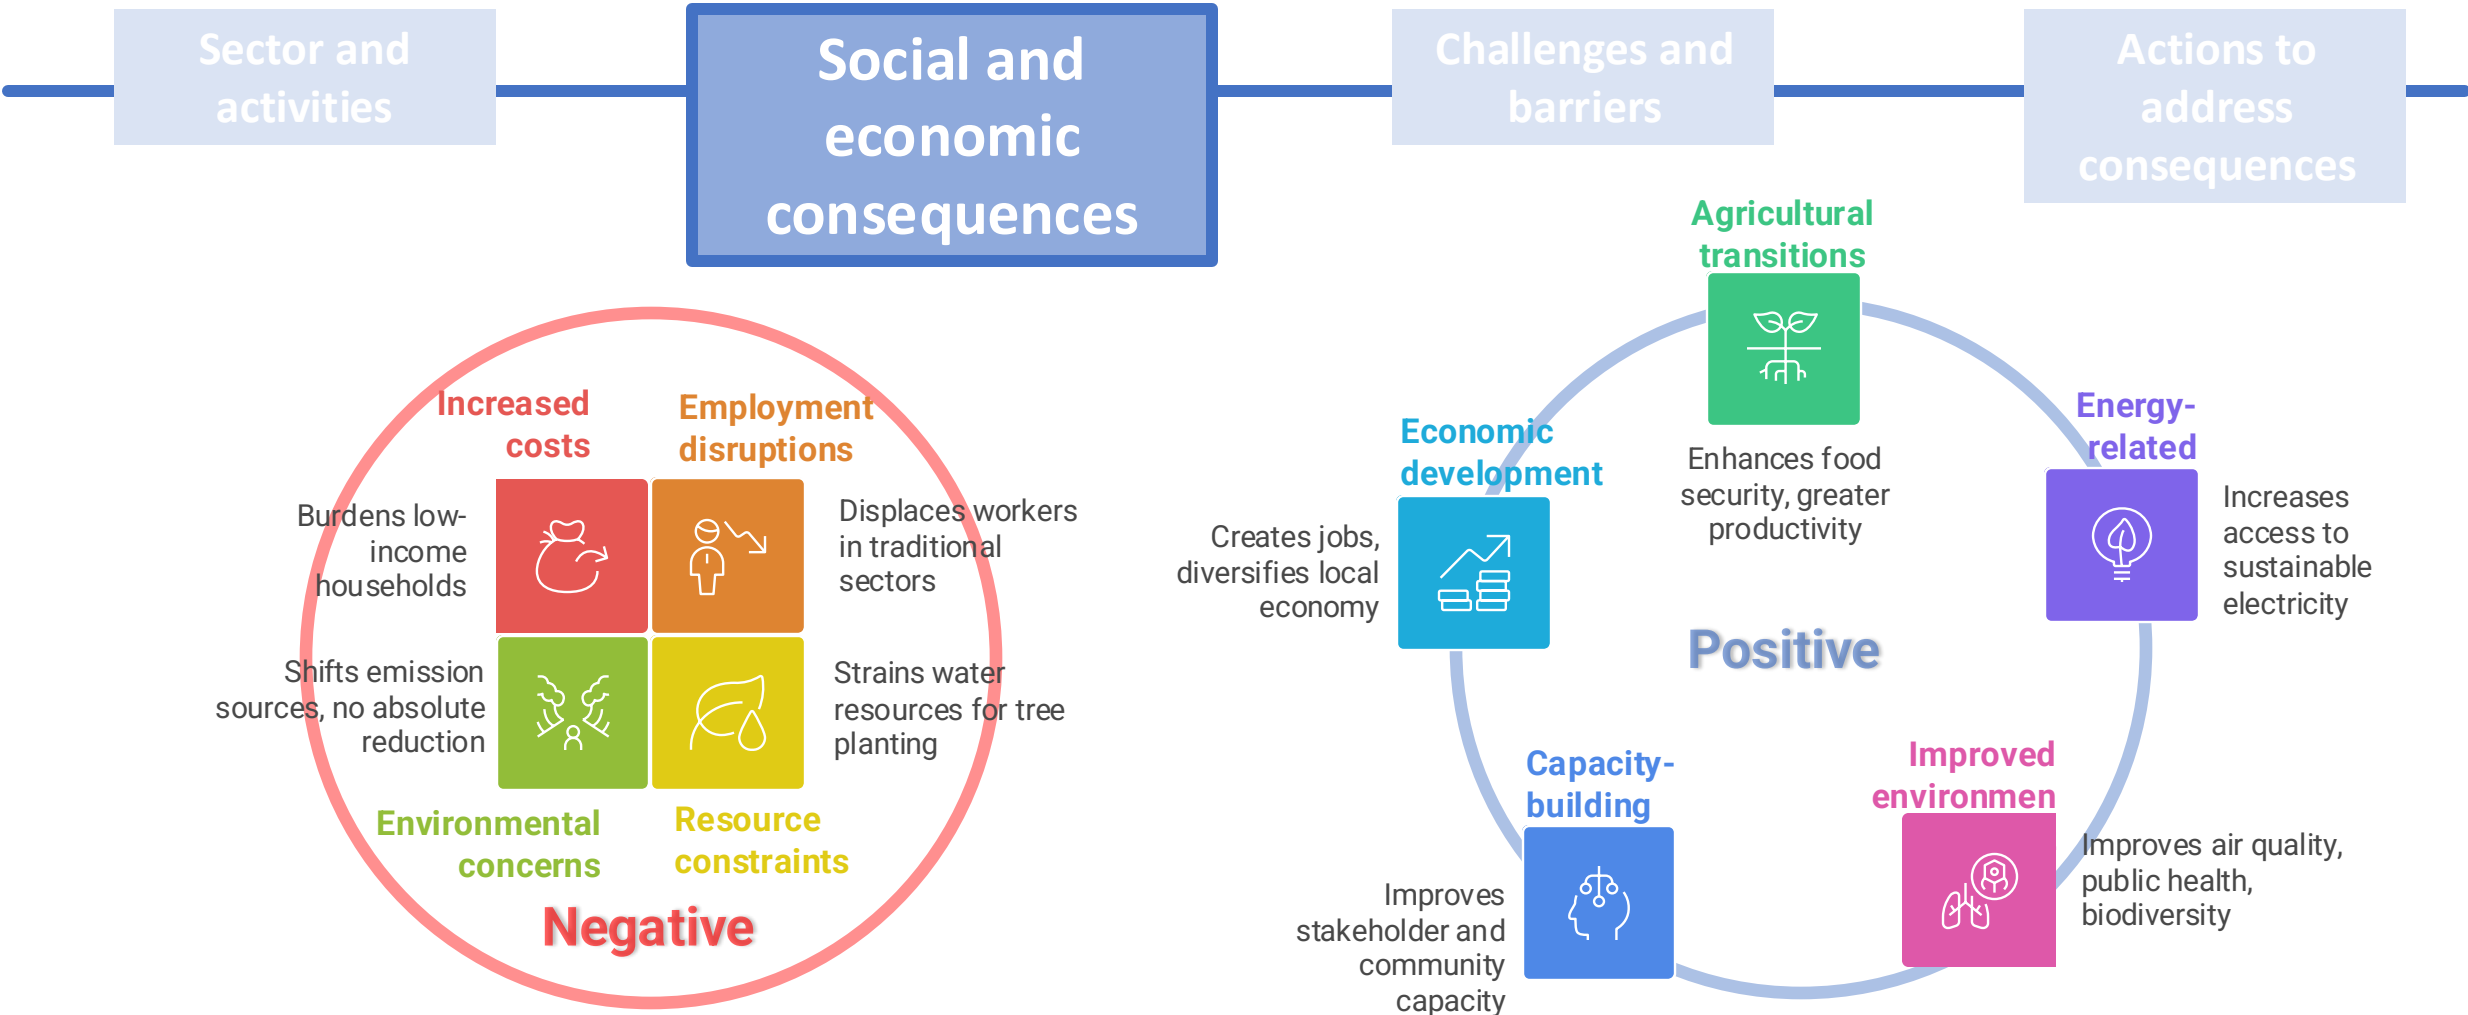 Sector and
activities
Social and
economic
consequences
Challenges and
barriers
Actions to
address
consequences
Increased
costs
Burdens low-
income
households
Employment
disruptions
Displaces workers
in traditional
sectors
Shifts emission
sources, no absolute
reduction
Environmental
concerns
Strains water
resources for tree
planting
Resource
constraints
Negative
Agricultural
transitions
Enhances food
security, greater
productivity
Economic
development
Creates jobs,
diversifies local
economy
Energy-
related
Increases
access to
sustainable
electricity
Positive
Capacity-
building
Improves
stakeholder and
community
capacity
Improved
environmen
Improves air quality,
public health,
biodiversity